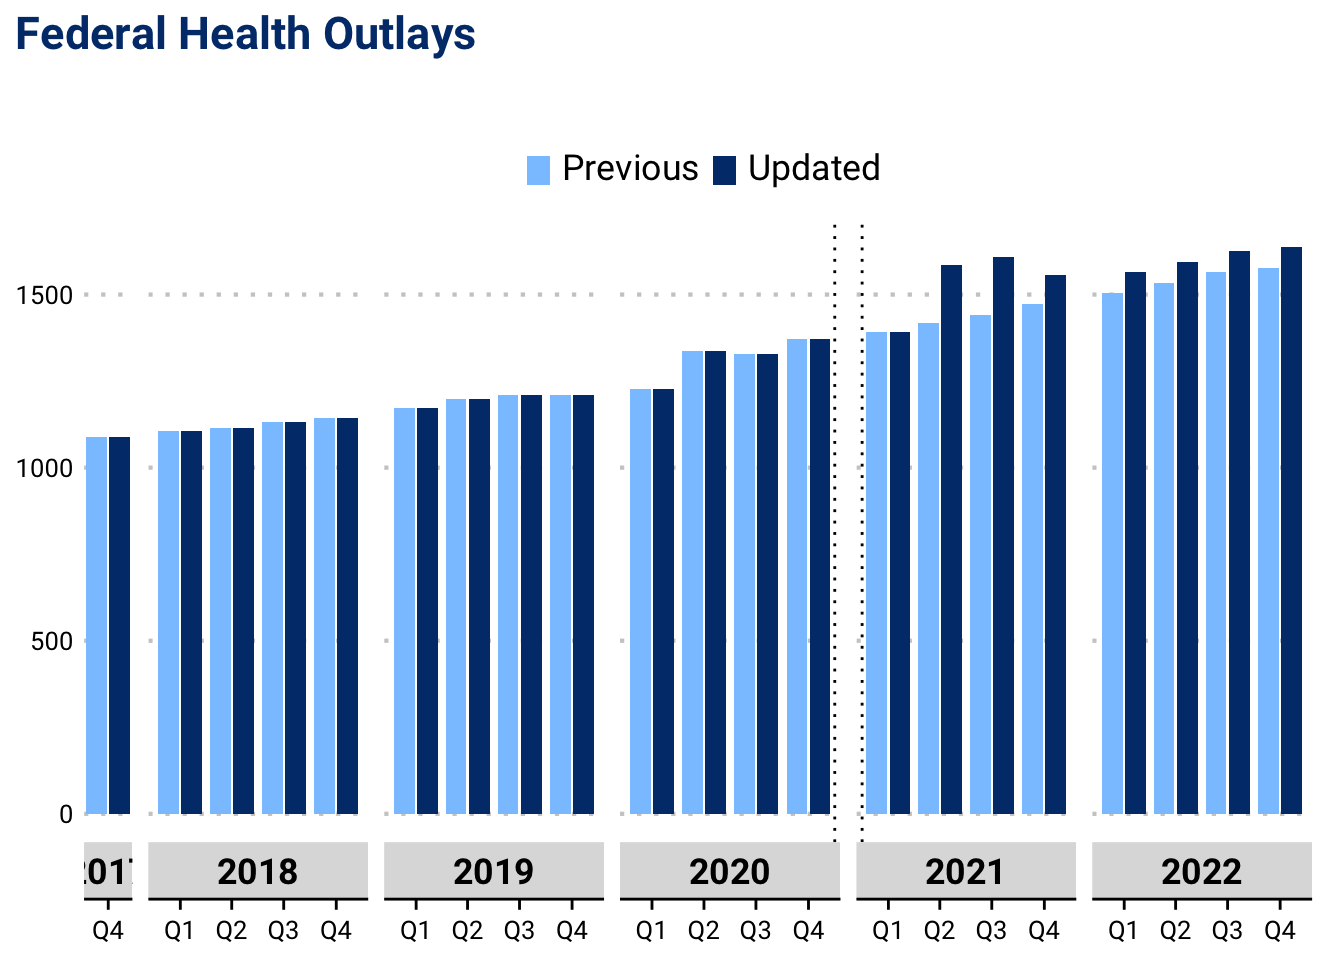 Federal Health Outlays
Previous Updated
1500
1000
500
0
2018 2019 2020 2021 2022
Q4 Q1 Q2 Q3 Q4 Q1 Q2 Q3 Q4 Q1 Q2 Q3 Q4 Q1 Q2 Q3 Q4 Q1 Q2 Q3 Q4